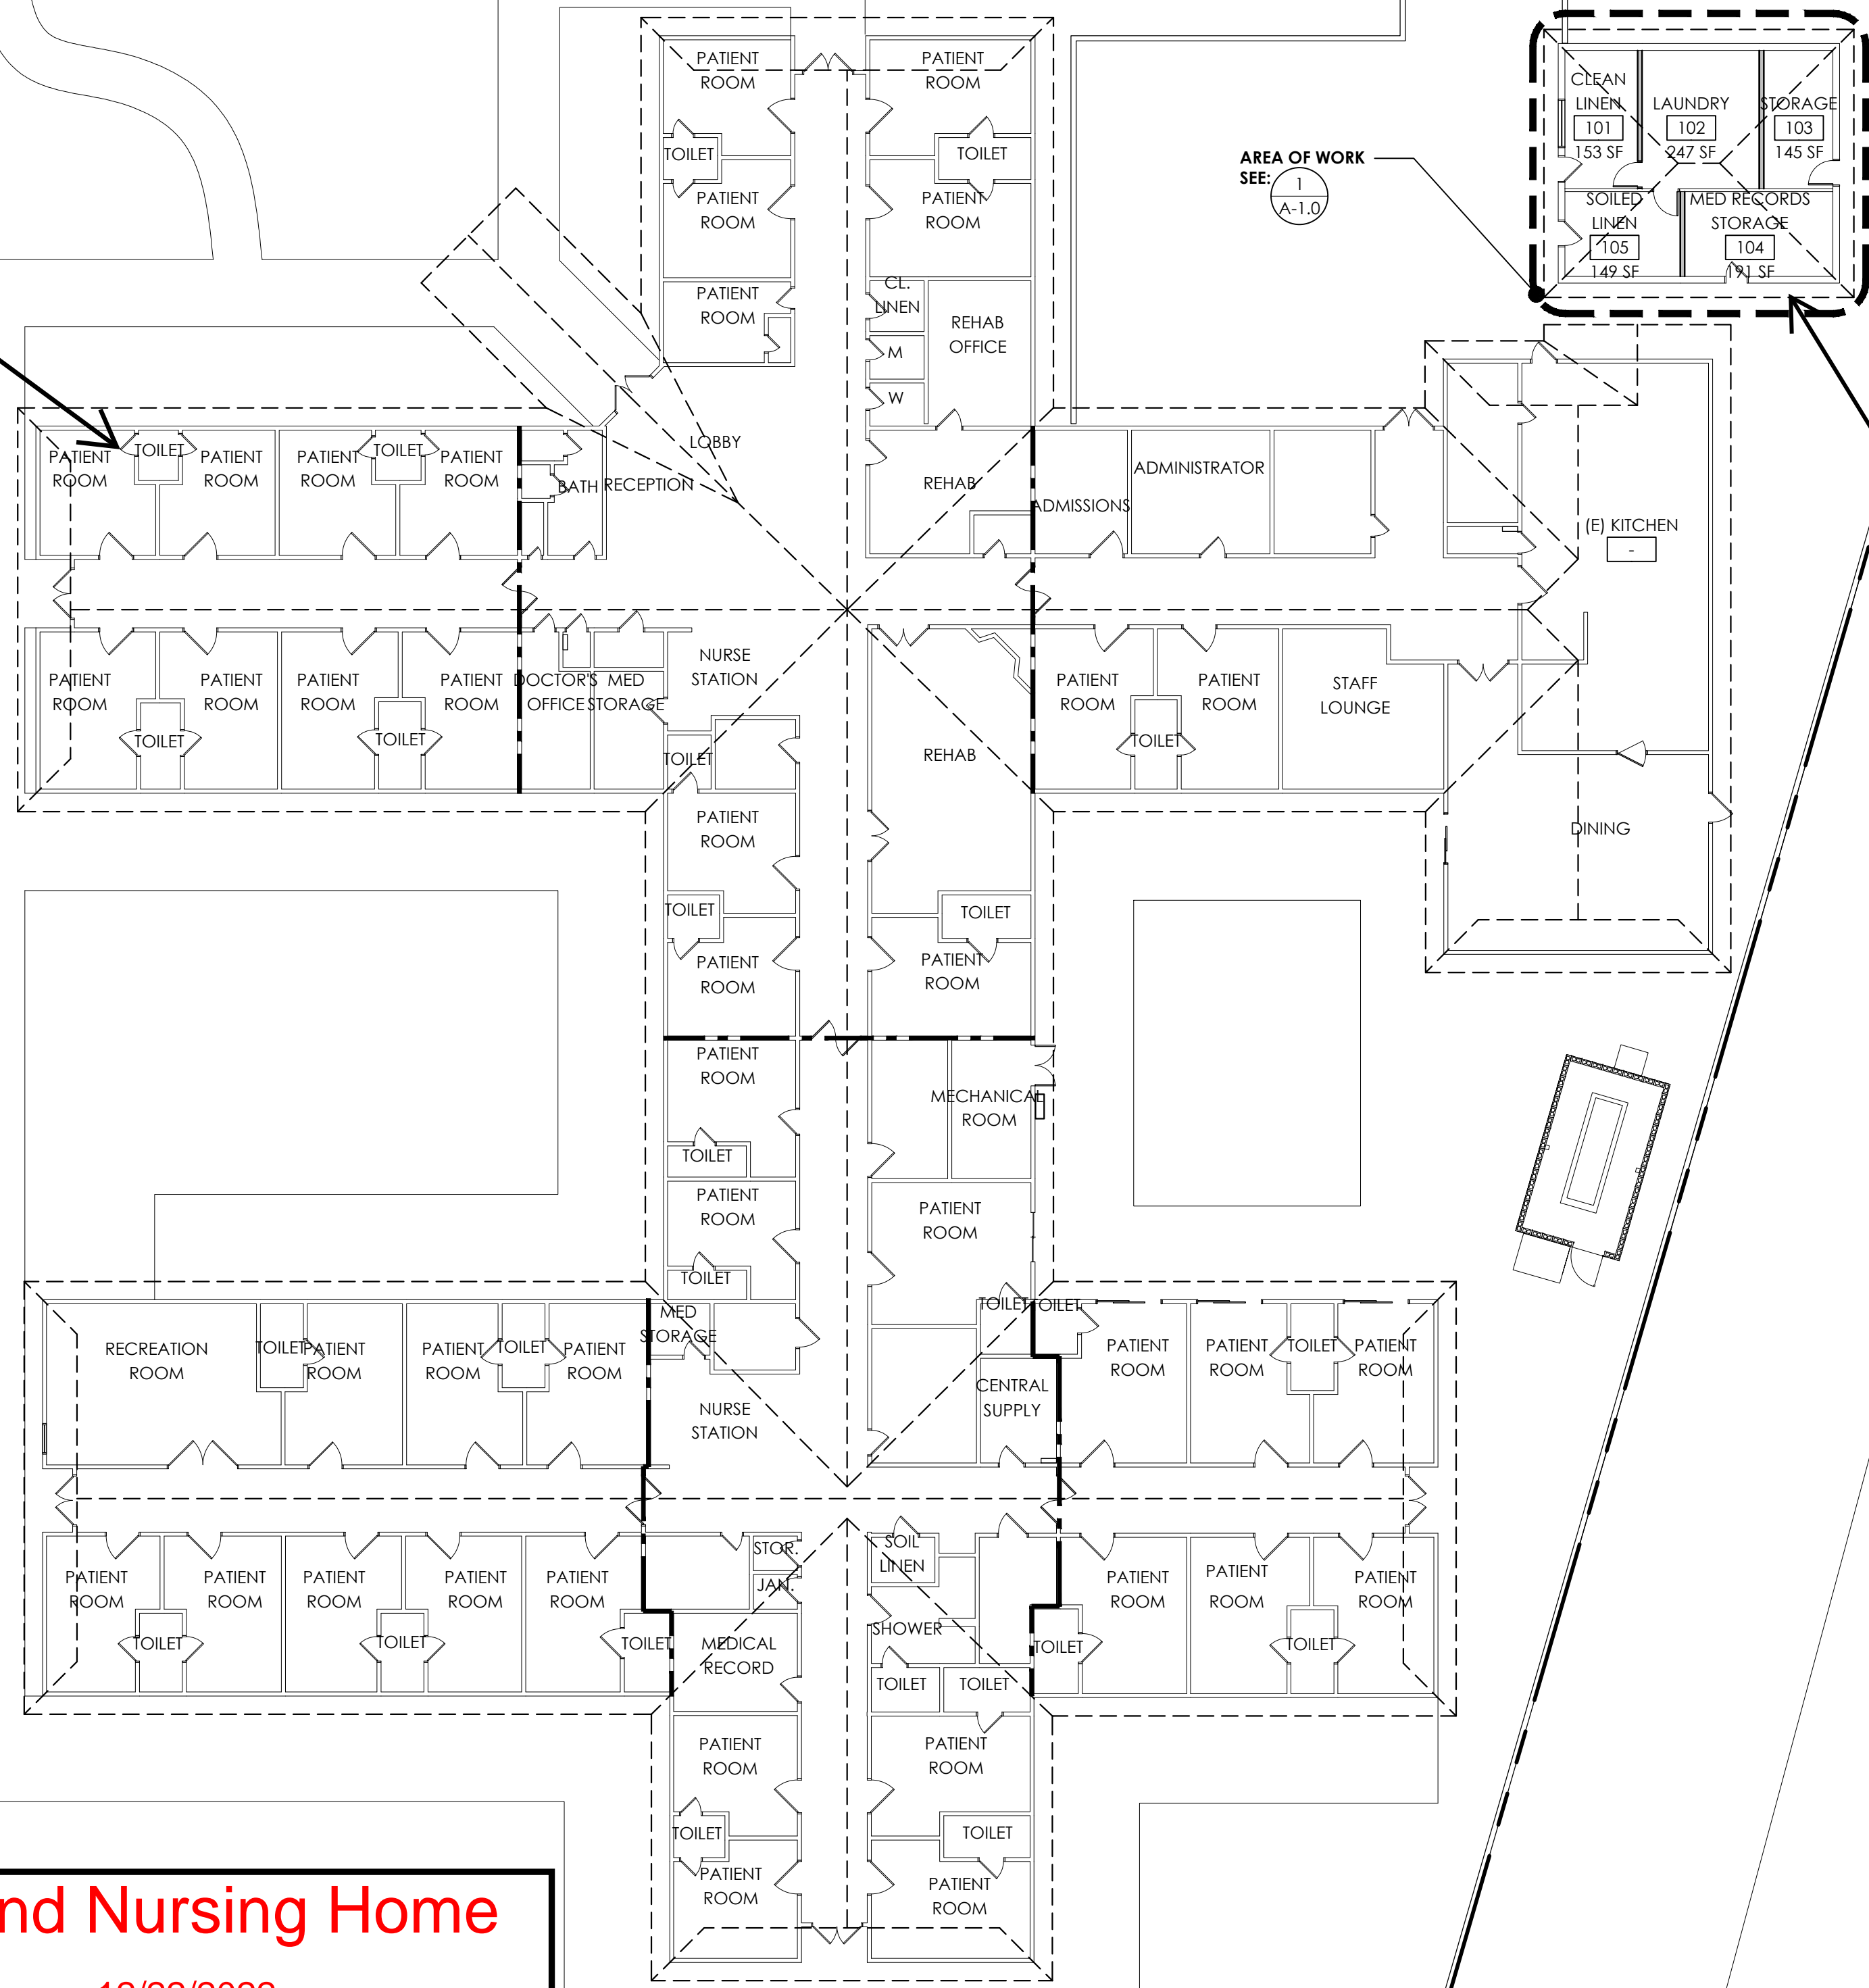 PATIENT
ROOM
PATIENT
ROOM
TOILET
TOILET
PATIENT
ROOM
PATIENT
ROOM
PATIENT
ROOM
CL.
LINEN
M
W
REHAB
OFFICE
AREA OF WORK
SEE:
1
A-1.0
CLEAN
LINEN
101
153 SF
LAUNDRY
102
247 SF
STORAGE
103
145 SF
SOILED
LINEN
105
149 SF
MED RECORDS
STORAGE
104
191 SF
PATIENT
ROOM
TOILET
PATIENT
ROOM
PATIENT
ROOM
TOILET
PATIENT
ROOM
BATH
RECEPTION
LOBBY
REHAB
ADMISSIONS
ADMINISTRATOR
(E) KITCHEN
-
PATIENT
ROOM
TOILET
PATIENT
ROOM
PATIENT
ROOM
TOILET
PATIENT
ROOM
DOCTOR'S
OFFICE
MED
STORAGE
NURSE
STATION
TOILET
REHAB
PATIENT
ROOM
TOILET
PATIENT
ROOM
STAFF
LOUNGE
DINING
PATIENT
ROOM
TOILET
TOILET
PATIENT
ROOM
PATIENT
ROOM
PATIENT
ROOM
TOILET
MECHANICAL
ROOM
PATIENT
ROOM
TOILET
PATIENT
ROOM
MED
STORAGE
TOILET
TOILET
RECREATION
ROOM
TOILET
PATIENT
ROOM
PATIENT
ROOM
TOILET
PATIENT
ROOM
NURSE
STATION
CENTRAL
SUPPLY
PATIENT
ROOM
PATIENT
ROOM
TOILET
PATIENT
ROOM
PATIENT
ROOM
TOILET
PATIENT
ROOM
PATIENT
ROOM
TOILET
PATIENT
ROOM
PATIENT
ROOM
TOILET
STOR.
JAN.
MEDICAL
RECORD
SOIL
LINEN
SHOWER
TOILET
TOILET
TOILET
PATIENT
ROOM
PATIENT
ROOM
TOILET
PATIENT
ROOM
PATIENT
ROOM
PATIENT
ROOM
TOILET
TOILET
PATIENT
ROOM
PATIENT
ROOM
nd Nursing Home